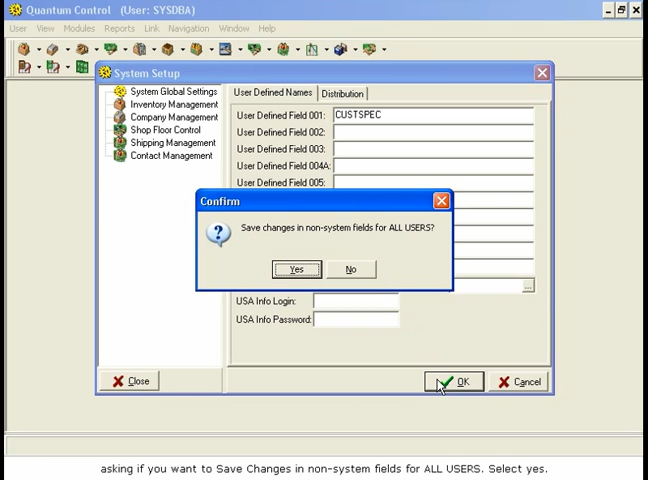 Quantum Control (User: SYSDBA)
User View Modules Reports Link Navigation Window Help
System Setup
System Global Settings
Inventory Management
Company Management
Shop Floor Control
Shipping Management
Contact Management
User Defined Names Distribution
User Defined Field 001: CUSTSPEC
User Defined Field 002:
User Defined Field 003:
User Defined Field 004A:
User Defined Field 005:
Confirm
Save changes in non-system fields for ALL USERS?
Yes No
...
USA Info Login:
USA Info Password:
Close OK Cancel
asking if you want to Save Changes in non-system fields for ALL USERS. Select yes.